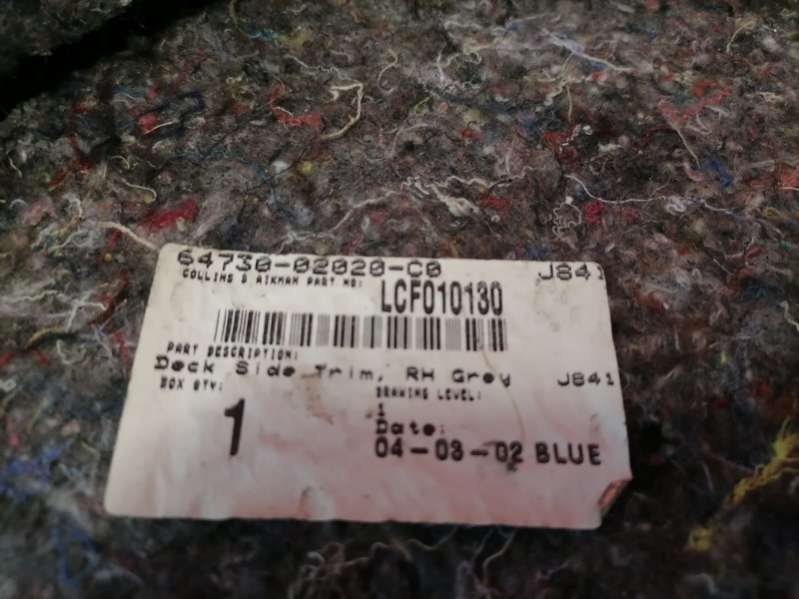 64730-02020-C0 J841
COLLINS & AIKMAN PART NO: LCF010130
PART DESCRIPTION:
Deck Side Trim, RH Grey J841
BOX QTY: DRAWING LEVEL:
1 1
Date:
04-03-02 BLUE